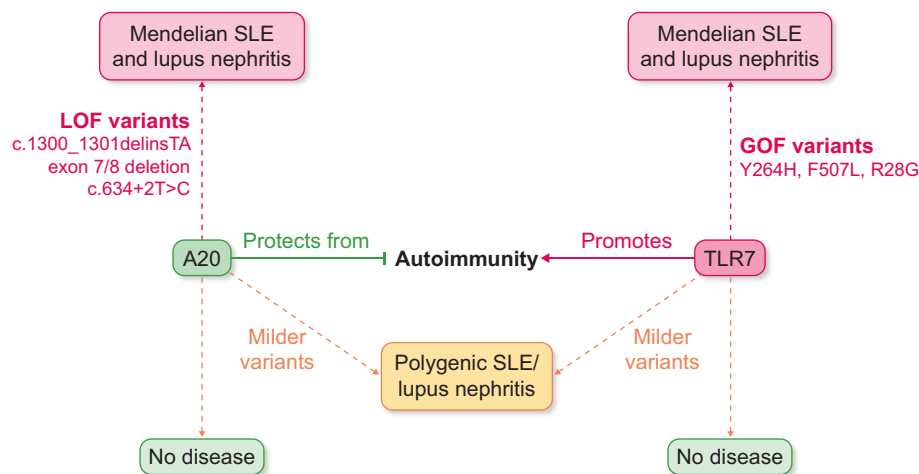 Mendelian SLE
and lupus nephritis
Mendelian SLE
and lupus nephritis
LOF variants
c.1300_1301delinsTA
exon 7/8 deletion
c.634+2T>C
GOF variants
Y264H, F507L, R28G
A20
Protects from
Autoimmunity
Promotes
TLR7
Milder
variants
Polygenic SLE/
lupus nephritis
Milder
variants
No disease
No disease